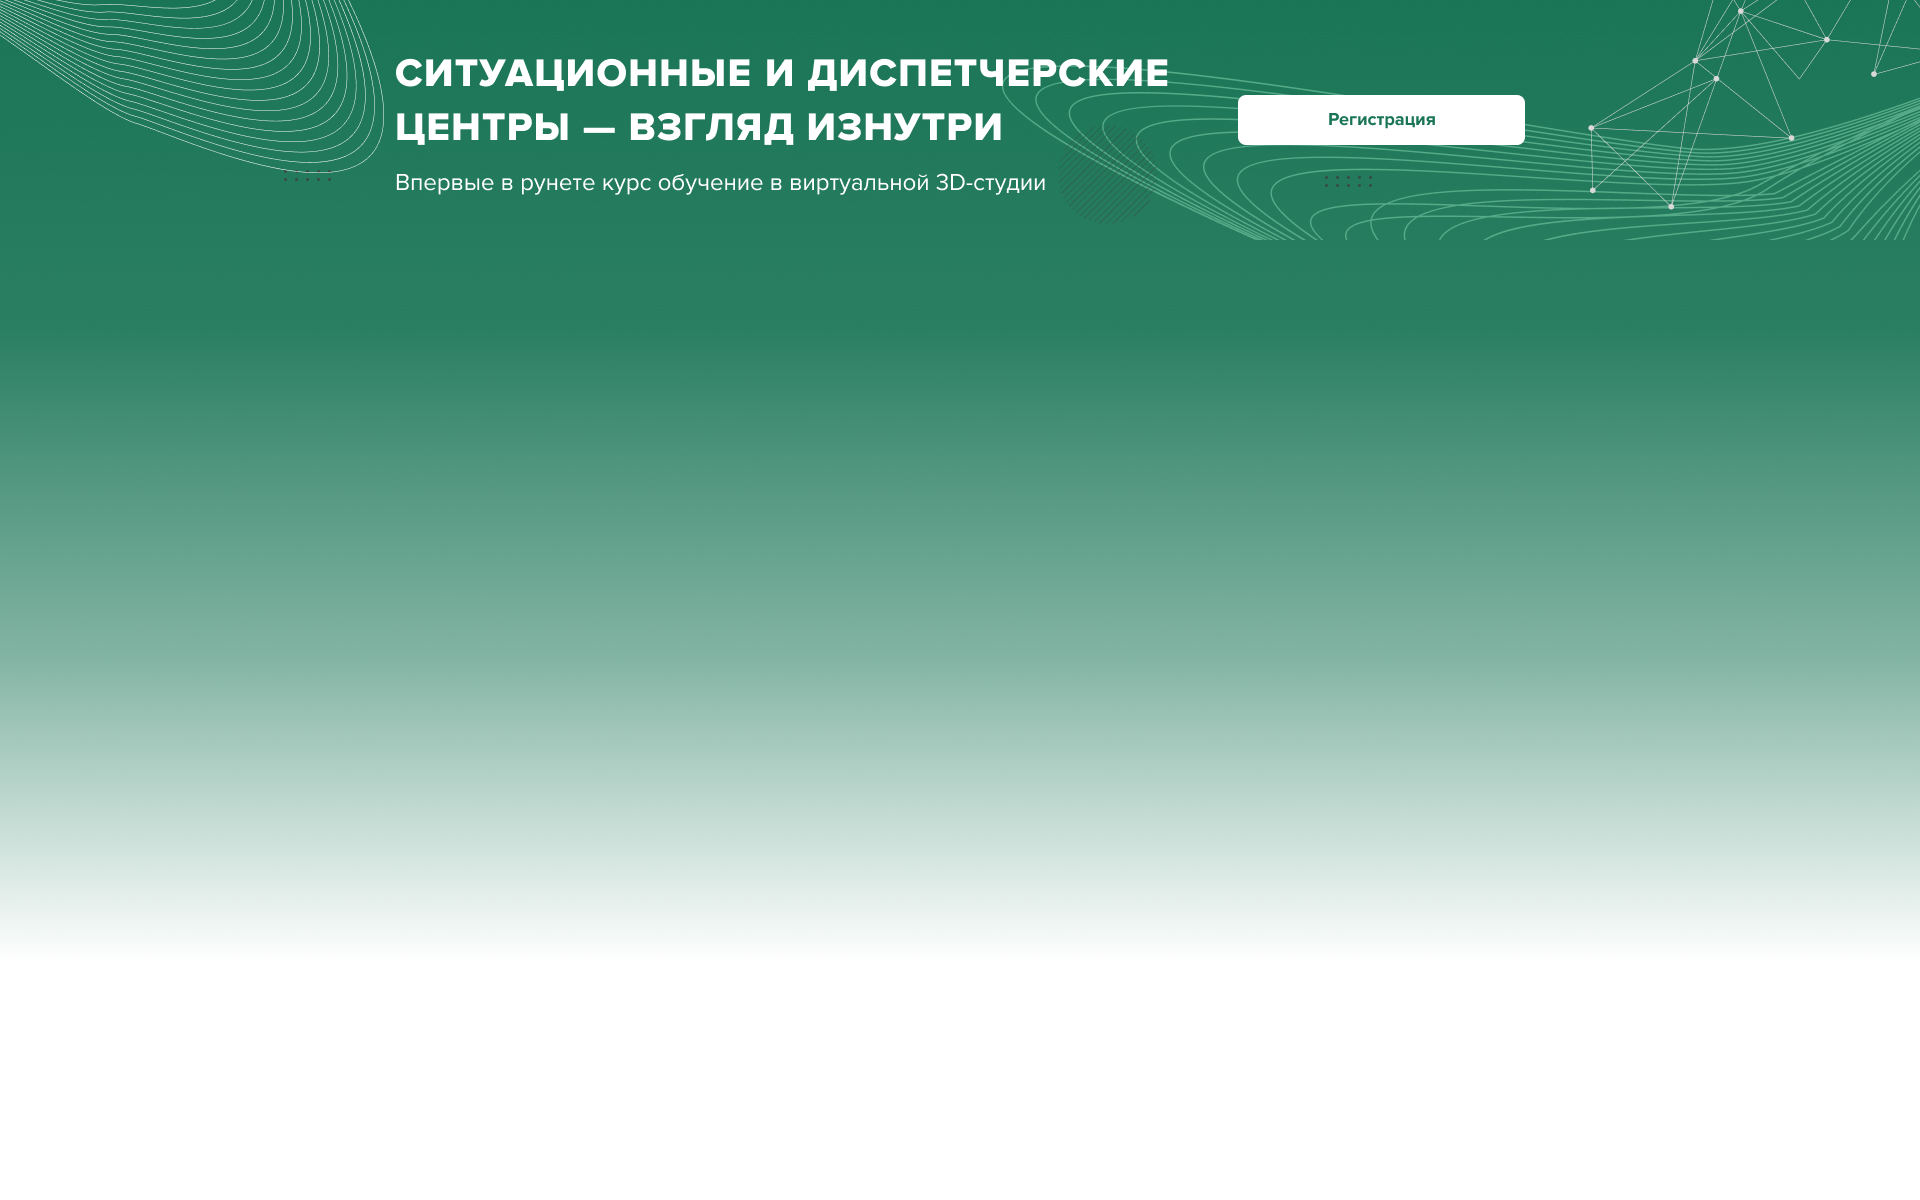 СИТУАЦИОННЫЕ И ДИСПЕТЧЕРСКИЕ
ЦЕНТРЫ — ВЗГЛЯД ИЗНУТРИ
Впервые в рунете курс обучение в виртуальной 3D-студии
Регистрация